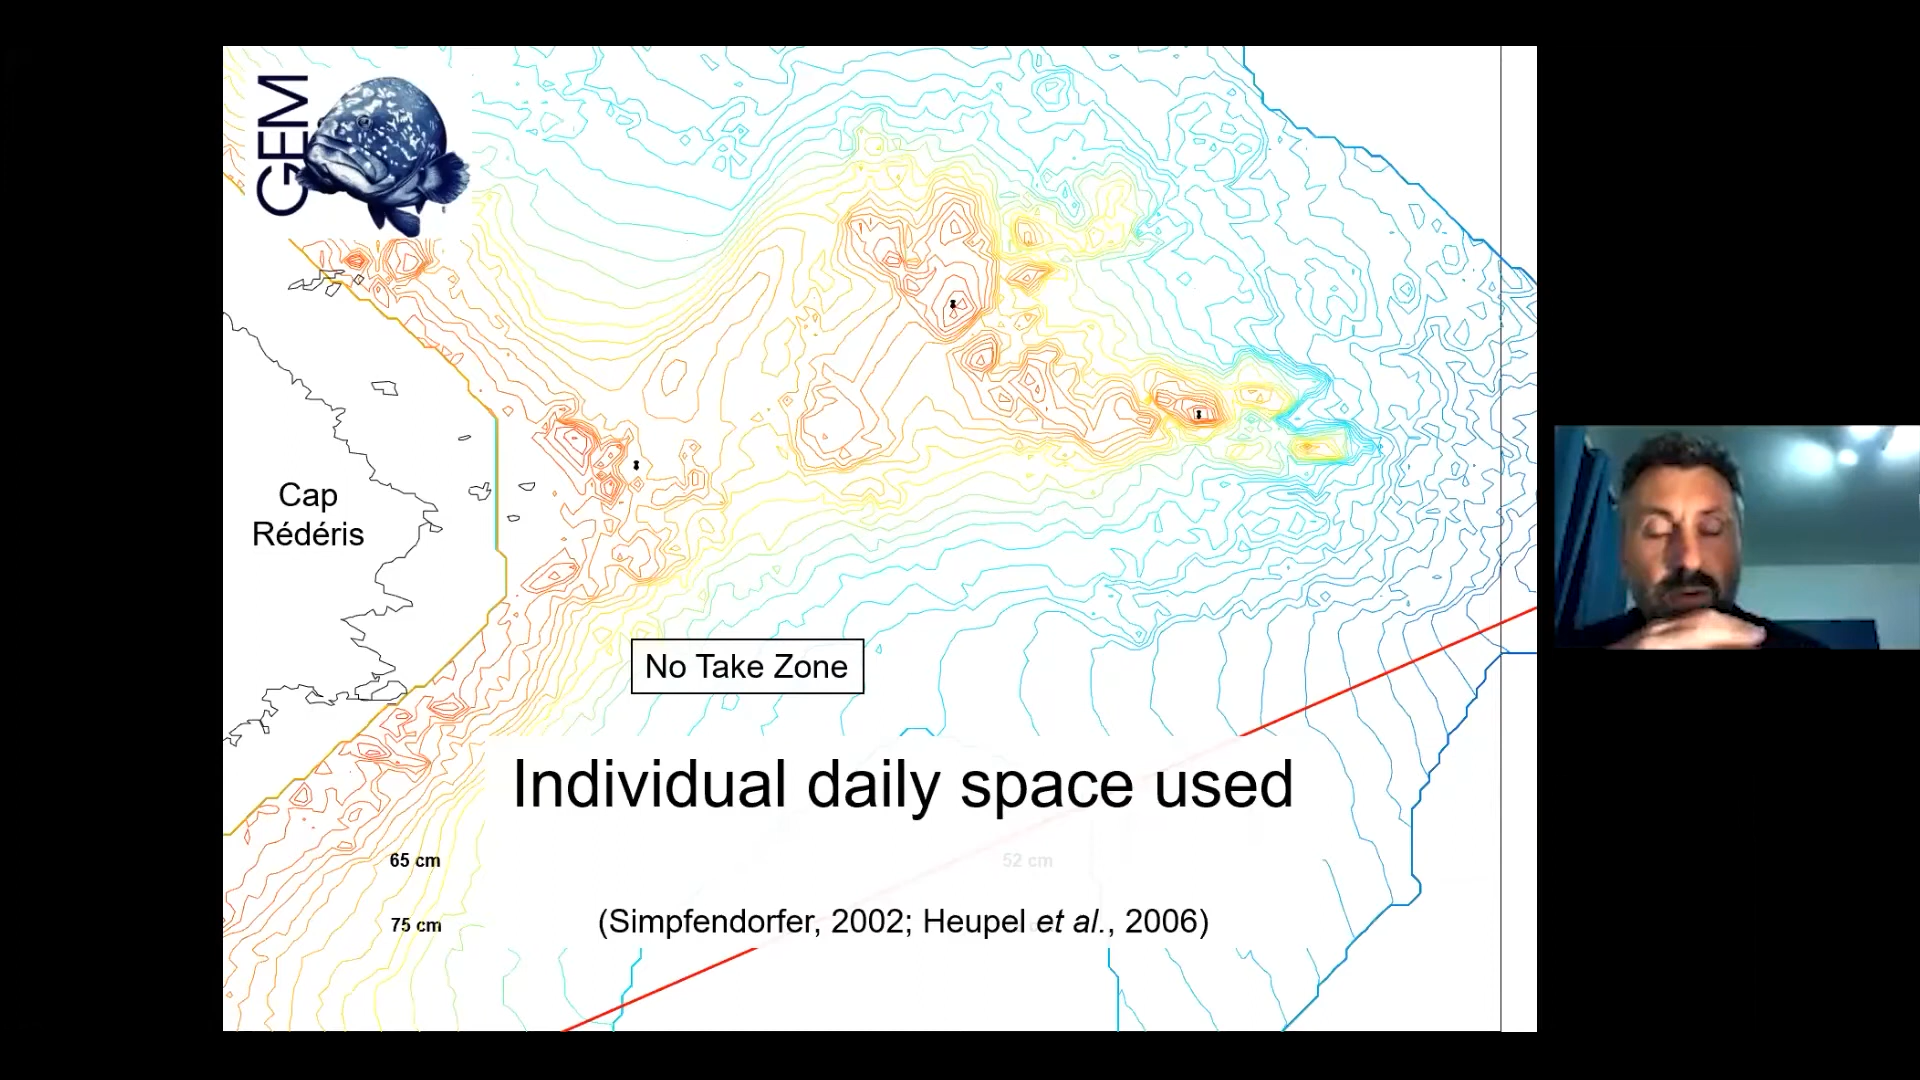 GEM
Cap
Rédéris
No Take Zone
Individual daily space used
65 cm
52 cm
75 cm
(Simpfendorfer, 2002; Heupel et al., 2006)